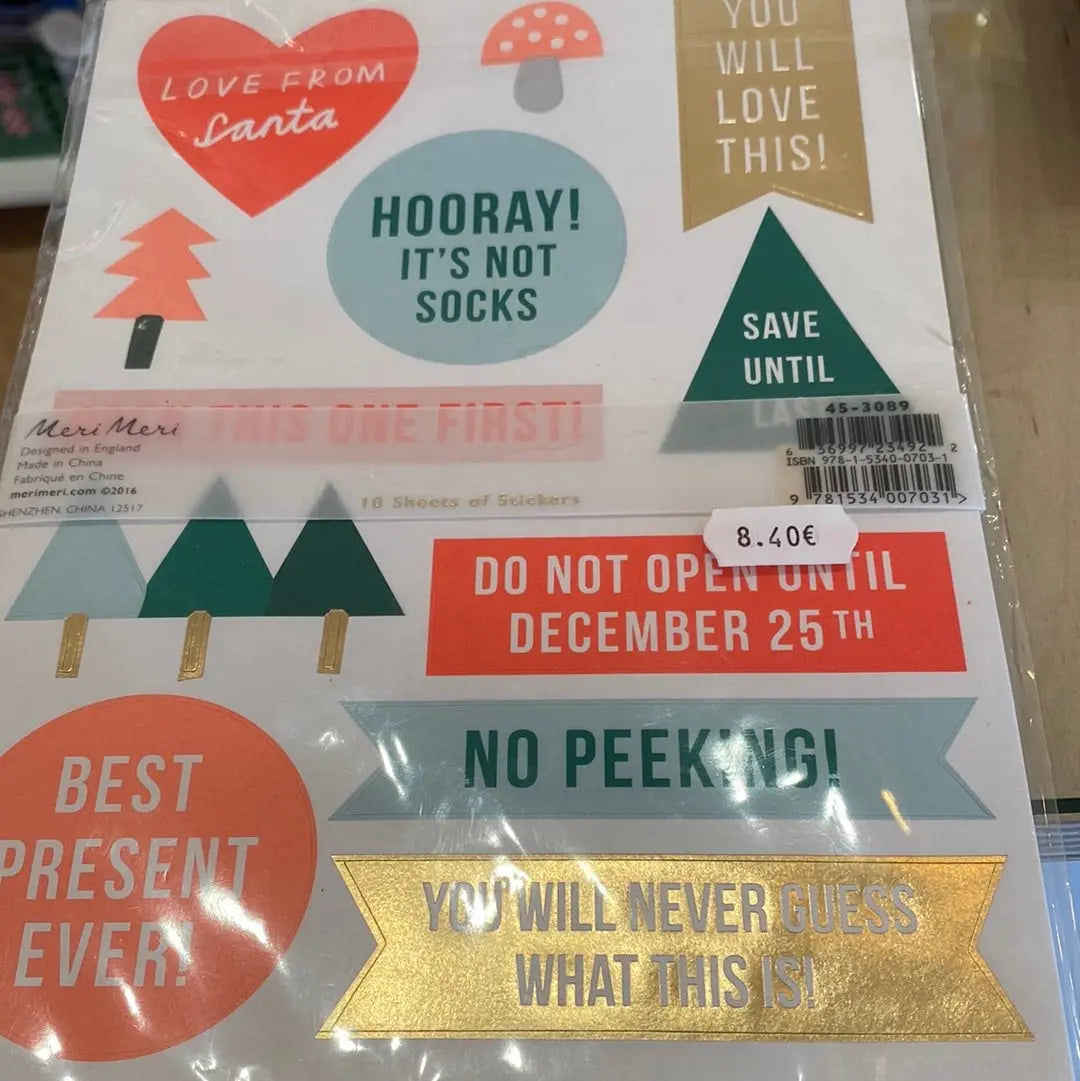 LOVE FROM
Santa
YOU
WILL
LOVE
THIS!
HOORAY!
IT'S NOT
SOCKS
SAVE
UNTIL
LAS
THIS ONE FIRST!
Meri Meri
Designed in England
Made in China
Fabriqué en Chine
merimeri.com ©2016
SHENZHEN, CHINA 12517
10 Sheets of Stickers
45-3089
6 36997 23492 2
ISBN 978-1-5340-0703-1
9 781534 007031 >
8.40€
DO NOT OPEN UNTIL
DECEMBER 25TH
NO PEEKING!
BEST
PRESENT
EVER!
YOU WILL NEVER GUESS
WHAT THIS IS!